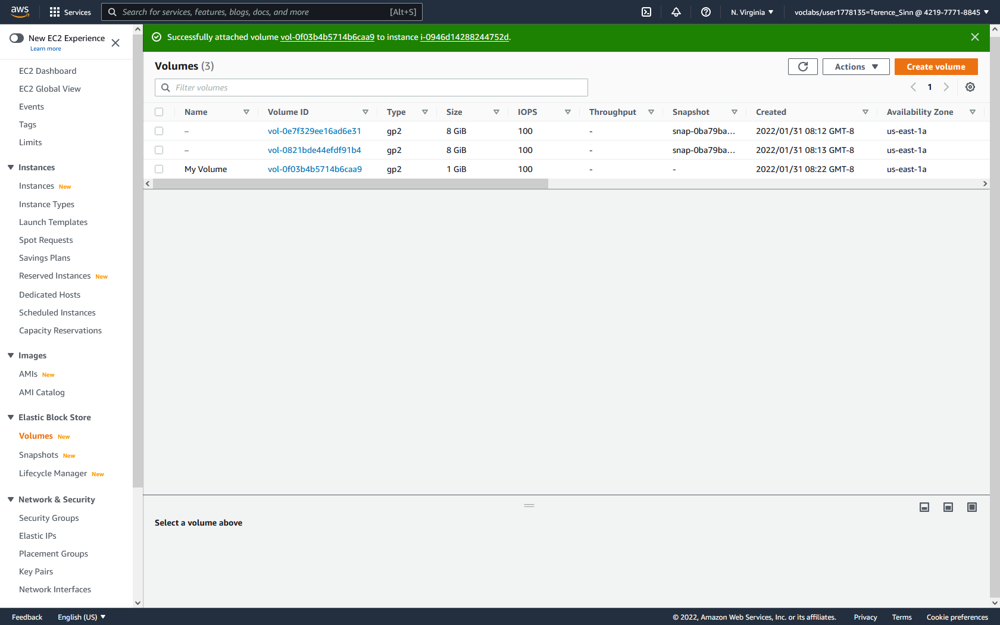 aws
Services
Search for services, features, blogs, docs, and more
[Alt+S]
N. Virginia ▼
voclabs/user1778135=Terence_Sinn @ 4219-7771-8845 ▼
New EC2 Experience
Learn more
EC2 Dashboard
EC2 Global View
Events
Tags
Limits
Instances
Instances New
Instance Types
Launch Templates
Spot Requests
Savings Plans
Reserved Instances New
Dedicated Hosts
Scheduled Instances
Capacity Reservations
Images
AMIs New
AMI Catalog
Elastic Block Store
Volumes New
Snapshots New
Lifecycle Manager New
Network & Security
Security Groups
Elastic IPs
Placement Groups
Key Pairs
Network Interfaces
Successfully attached volume vol-0f03b4b5714b6caa9 to instance i-0946d14288244752d.
Volumes (3)
Actions ▼
Create volume
Filter volumes
1
Name Volume ID Type Size IOPS Throughput Snapshot Created Availability Zone
– vol-0e7f329ee16ad6e31 gp2 8 GiB 100 - snap-0ba79ba... 2022/01/31 08:12 GMT-8 us-east-1a
– vol-0821bde44efdf91b4 gp2 8 GiB 100 - snap-0ba79ba... 2022/01/31 08:13 GMT-8 us-east-1a
My Volume vol-0f03b4b5714b6caa9 gp2 1 GiB 100 - - 2022/01/31 08:22 GMT-8 us-east-1a
Select a volume above
Feedback
English (US) ▼
© 2022, Amazon Web Services, Inc. or its affiliates.
Privacy
Terms
Cookie preferences